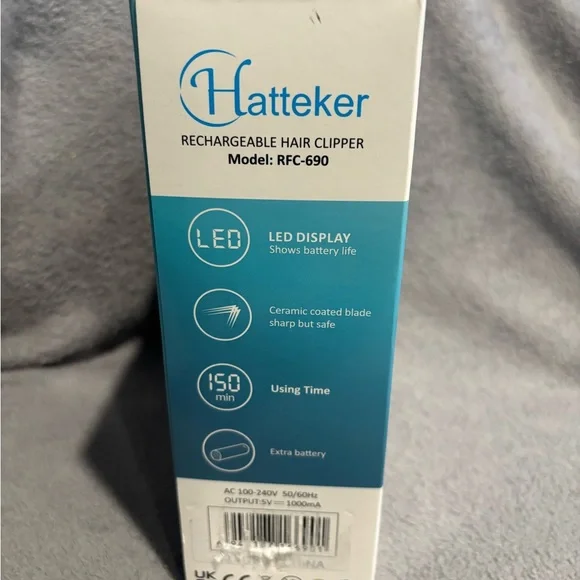 Hatteker
RECHARGEABLE HAIR CLIPPER
Model: RFC-690
LED
LED DISPLAY
Shows battery life
Ceramic coated blade
sharp but safe
150
min
Using Time
Extra battery
AC 100-240V 50/60Hz
OUTPUT:5V⎓1000mA
UK
CE